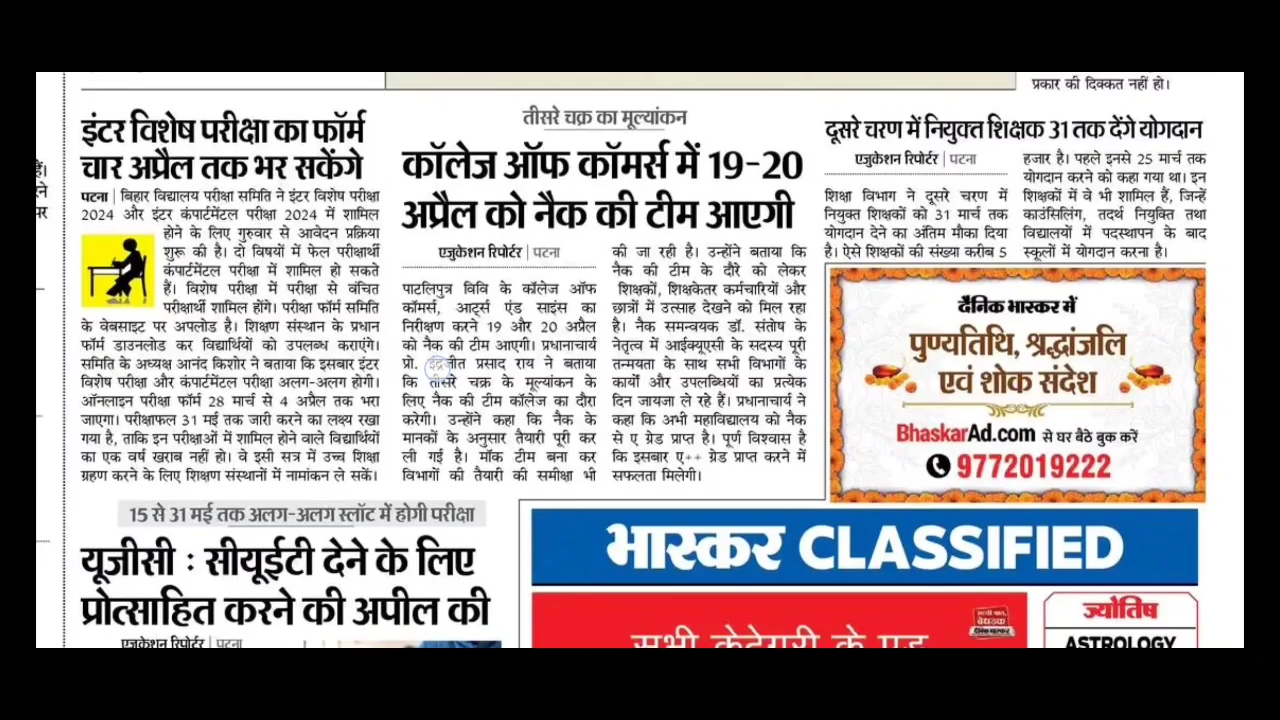 प्रकार की दिक्कत नहीं हो।
इंटर विशेष परीक्षा का फॉर्म
चार अप्रैल तक भर सकेंगे
पटना | बिहार विद्यालय परीक्षा समिति ने इंटर विशेष परीक्षा
2024 और इंटर कंपार्टमेंटल परीक्षा 2024 में शामिल
होने के लिए गुरुवार से आवेदन प्रक्रिया
शुरू की है। दो विषयों में फेल परीक्षार्थी
कंपार्टमेंटल परीक्षा में शामिल हो सकते
हैं। विशेष परीक्षा में परीक्षा से वंचित
परीक्षार्थी शामिल होंगे। परीक्षा फॉर्म समिति
के वेबसाइट पर अपलोड है। शिक्षण संस्थान के प्रधान
फॉर्म डाउनलोड कर विद्यार्थियों को उपलब्ध कराएंगे।
समिति के अध्यक्ष आनंद किशोर ने बताया कि इसबार इंटर
विशेष परीक्षा और कंपार्टमेंटल परीक्षा अलग-अलग होगी।
ऑनलाइन परीक्षा फॉर्म 28 मार्च से 4 अप्रैल तक भरा
जाएगा। परीक्षाफल 31 मई तक जारी करने का लक्ष्य रखा
गया है, ताकि इन परीक्षाओं में शामिल होने वाले विद्यार्थियों
का एक वर्ष खराब नहीं हो। वे इसी सत्र में उच्च शिक्षा
ग्रहण करने के लिए शिक्षण संस्थानों में नामांकन ले सकें।
तीसरे चक्र का मूल्यांकन
कॉलेज ऑफ कॉमर्स में 19-20
अप्रैल को नैक की टीम आएगी
एजुकेशन रिपोर्टर | पटना
पाटलिपुत्र विवि के कॉलेज ऑफ
कॉमर्स, आर्ट्स एंड साइंस का
निरीक्षण करने 19 और 20 अप्रैल
को नैक की टीम आएगी। प्रधानाचार्य
प्रो. इंद्रजीत प्रसाद राय ने बताया
कि तीसरे चक्र के मूल्यांकन के
लिए नैक की टीम कॉलेज का दौरा
करेगी। उन्होंने कहा कि नैक के
मानकों के अनुसार तैयारी पूरी कर
ली गई है। मॉक टीम बना कर
विभागों की तैयारी की समीक्षा भी
की जा रही है। उन्होंने बताया कि
नैक की टीम के दौरे को लेकर
शिक्षकों, शिक्षकेतर कर्मचारियों और
छात्रों में उत्साह देखने को मिल रहा
है। नैक समन्वयक डॉ. संतोष के
नेतृत्व में आईक्यूएसी के सदस्य पूरी
तन्मयता के साथ सभी विभागों के
कार्यों और उपलब्धियों का प्रत्येक
दिन जायजा ले रहे हैं। प्रधानाचार्य ने
कहा कि अभी महाविद्यालय को नैक
से ए ग्रेड प्राप्त है। पूर्ण विश्वास है
कि इसबार ए++ ग्रेड प्राप्त करने में
सफलता मिलेगी।
दूसरे चरण में नियुक्त शिक्षक 31 तक देंगे योगदान
एजुकेशन रिपोर्टर | पटना
शिक्षा विभाग ने दूसरे चरण में
नियुक्त शिक्षकों को 31 मार्च तक
योगदान देने का अंतिम मौका दिया
है। ऐसे शिक्षकों की संख्या करीब 5
हजार है। पहले इनसे 25 मार्च तक
योगदान करने को कहा गया था। इन
शिक्षकों में वे भी शामिल हैं, जिन्हें
काउंसिलिंग, तदर्थ नियुक्ति तथा
विद्यालयों में पदस्थापन के बाद
स्कूलों में योगदान करना है।
दैनिक भास्कर में
पुण्यतिथि, श्रद्धांजलि
एवं शोक संदेश
BhaskarAd.com से घर बैठे बुक करें
9772019222
15 से 31 मई तक अलग-अलग स्लॉट में होगी परीक्षा
यूजीसी : सीयूईटी देने के लिए
प्रोत्साहित करने की अपील की
एजुकेशन रिपोर्टर | पटना
भास्कर CLASSIFIED
सभी केटेगरी के एड
ज्योतिष
ASTROLOGY